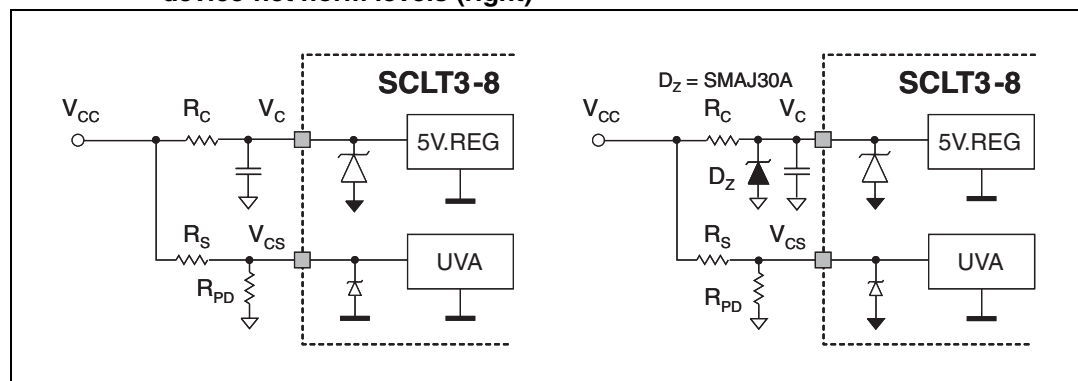 device not norm levels (right)
SCLT3-8
V_CC
R_C
V_C
5V.REG
R_S
V_CS
UVA
R_PD
D_Z = SMAJ30A
SCLT3-8
V_CC
R_C
V_C
5V.REG
D_Z
R_S
V_CS
UVA
R_PD